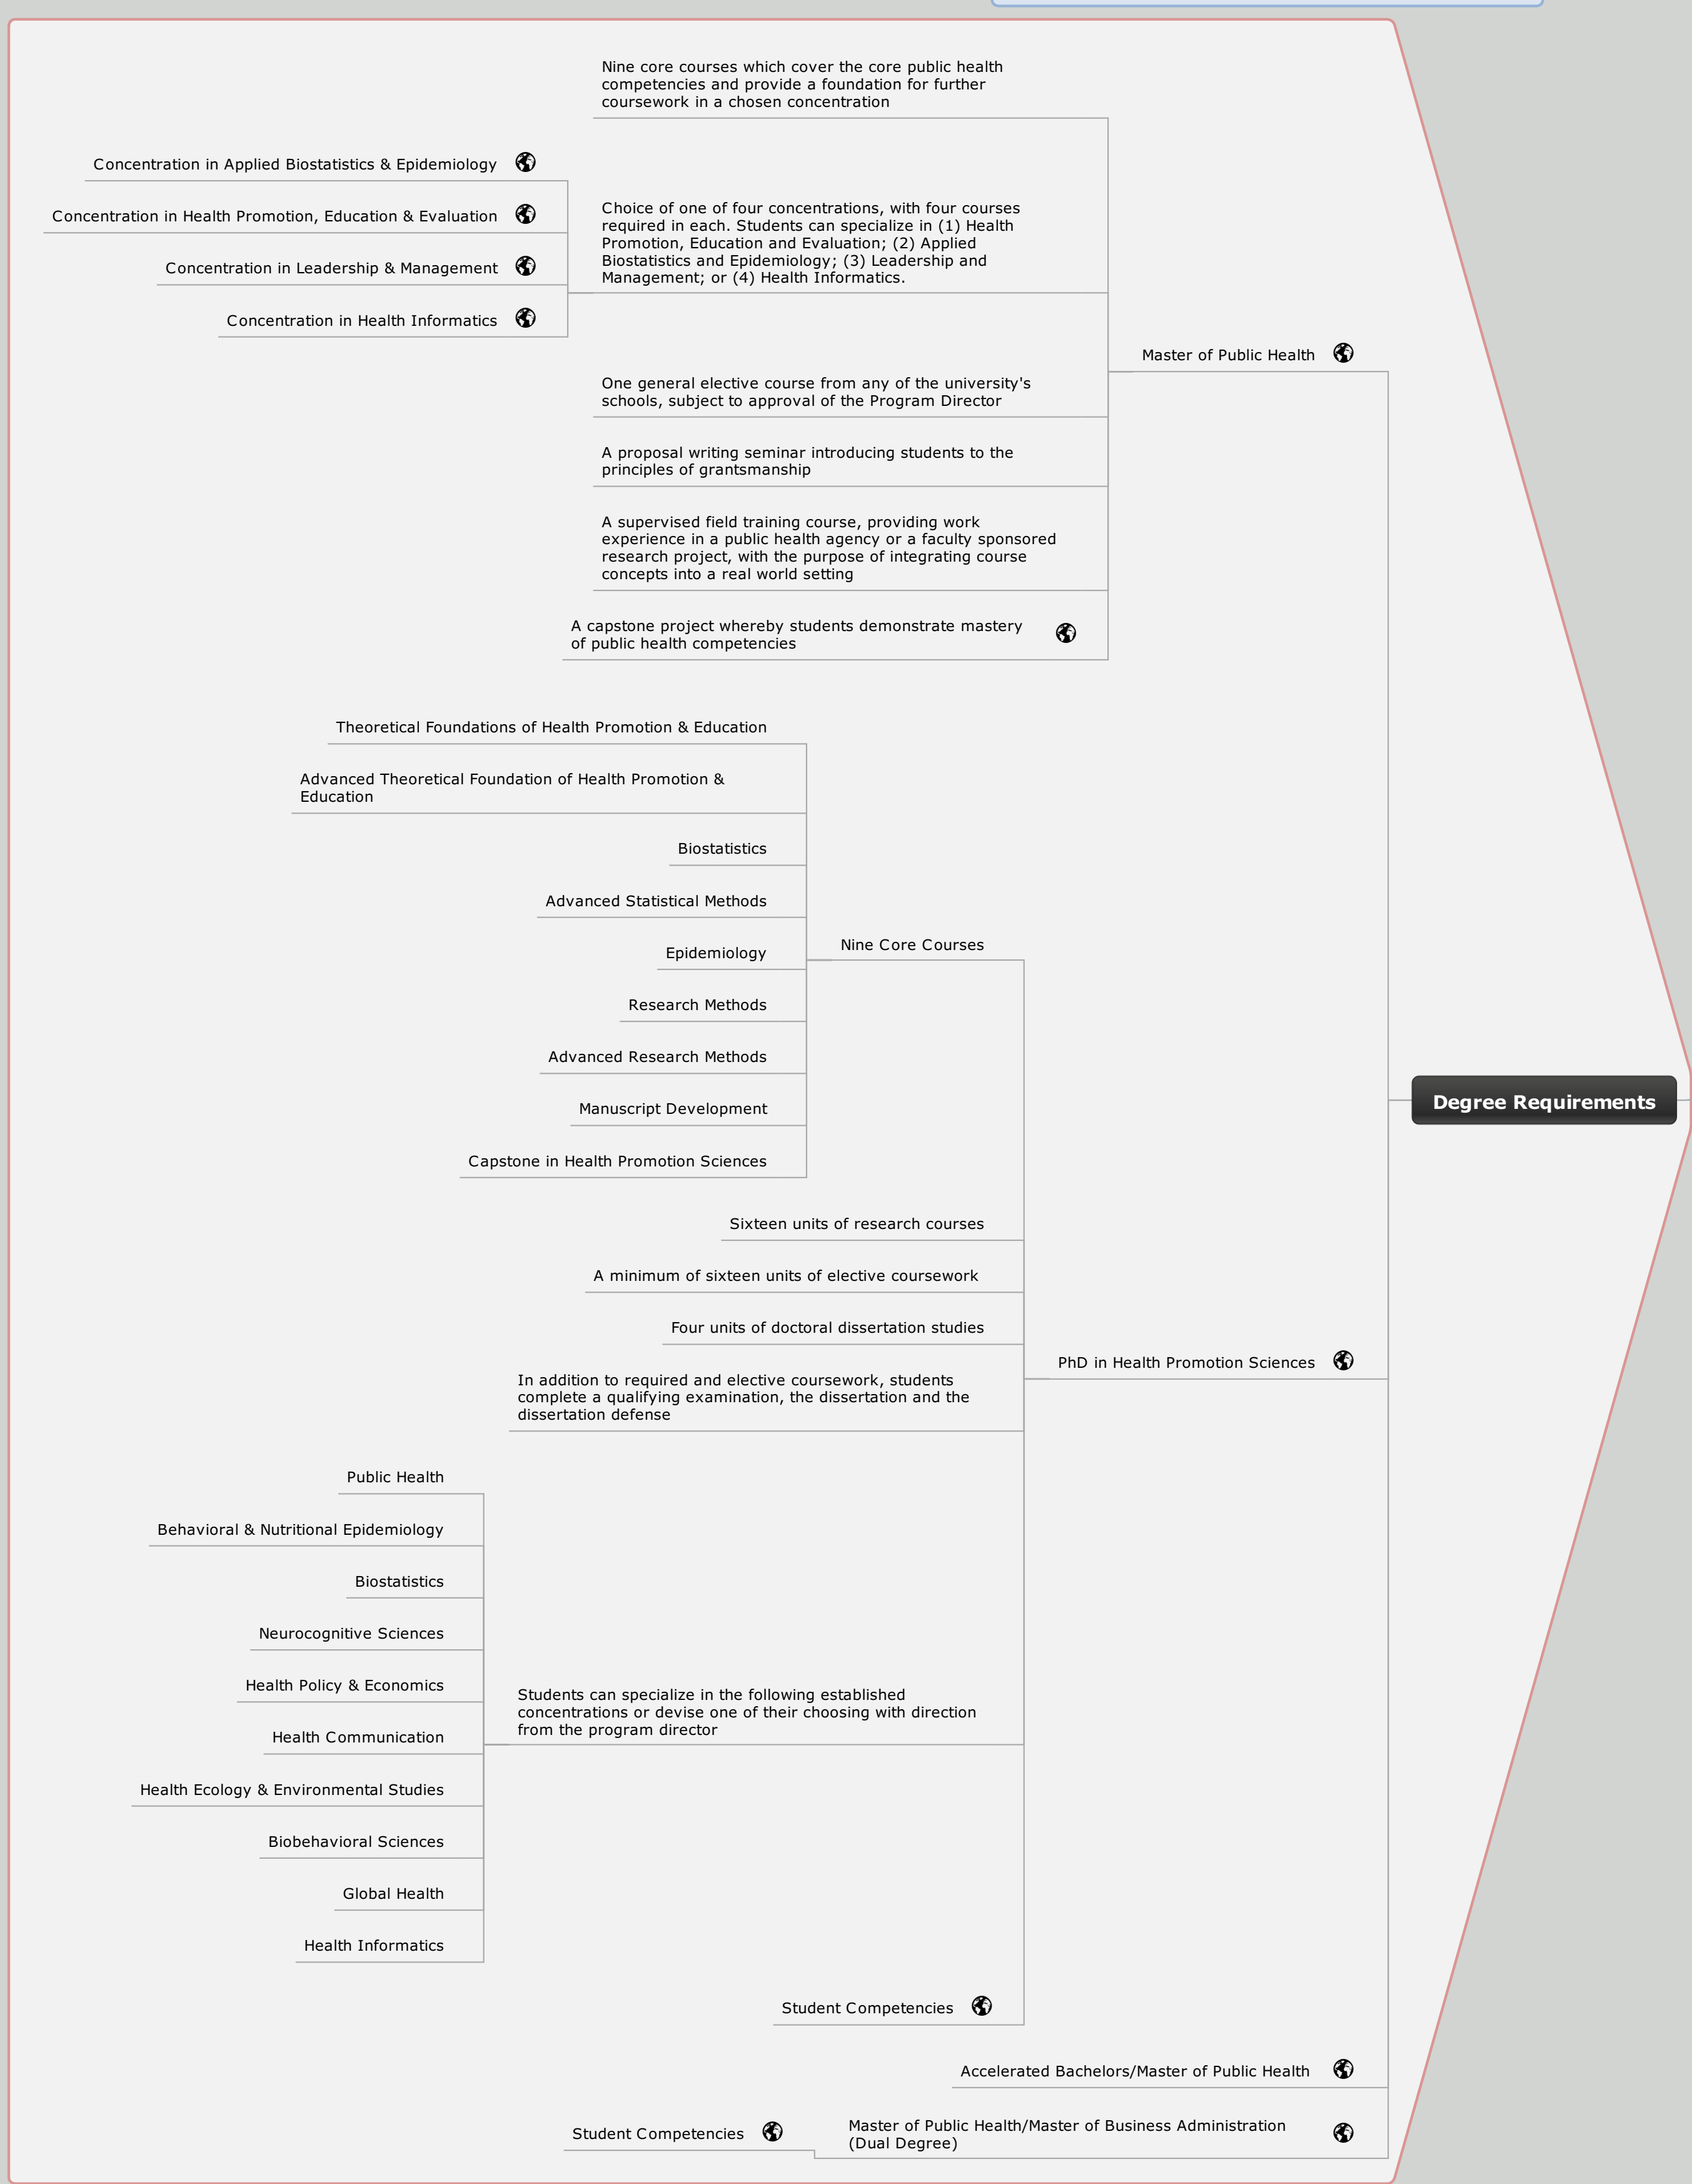 Nine core courses which cover the core public health
competencies and provide a foundation for further
coursework in a chosen concentration
Concentration in Applied Biostatistics & Epidemiology
Concentration in Health Promotion, Education & Evaluation
Concentration in Leadership & Management
Concentration in Health Informatics
Choice of one of four concentrations, with four courses
required in each. Students can specialize in (1) Health
Promotion, Education and Evaluation; (2) Applied
Biostatistics and Epidemiology; (3) Leadership and
Management; or (4) Health Informatics.
Master of Public Health
One general elective course from any of the university's
schools, subject to approval of the Program Director
A proposal writing seminar introducing students to the
principles of grantsmanship
A supervised field training course, providing work
experience in a public health agency or a faculty sponsored
research project, with the purpose of integrating course
concepts into a real world setting
A capstone project whereby students demonstrate mastery
of public health competencies
Theoretical Foundations of Health Promotion & Education
Advanced Theoretical Foundation of Health Promotion &
Education
Biostatistics
Advanced Statistical Methods
Epidemiology
Research Methods
Advanced Research Methods
Manuscript Development
Capstone in Health Promotion Sciences
Nine Core Courses
Degree Requirements
Sixteen units of research courses
A minimum of sixteen units of elective coursework
Four units of doctoral dissertation studies
PhD in Health Promotion Sciences
In addition to required and elective coursework, students
complete a qualifying examination, the dissertation and the
dissertation defense
Public Health
Behavioral & Nutritional Epidemiology
Biostatistics
Neurocognitive Sciences
Health Policy & Economics
Health Communication
Health Ecology & Environmental Studies
Biobehavioral Sciences
Global Health
Health Informatics
Students can specialize in the following established
concentrations or devise one of their choosing with direction
from the program director
Student Competencies
Accelerated Bachelors/Master of Public Health
Master of Public Health/Master of Business Administration
(Dual Degree)
Student Competencies